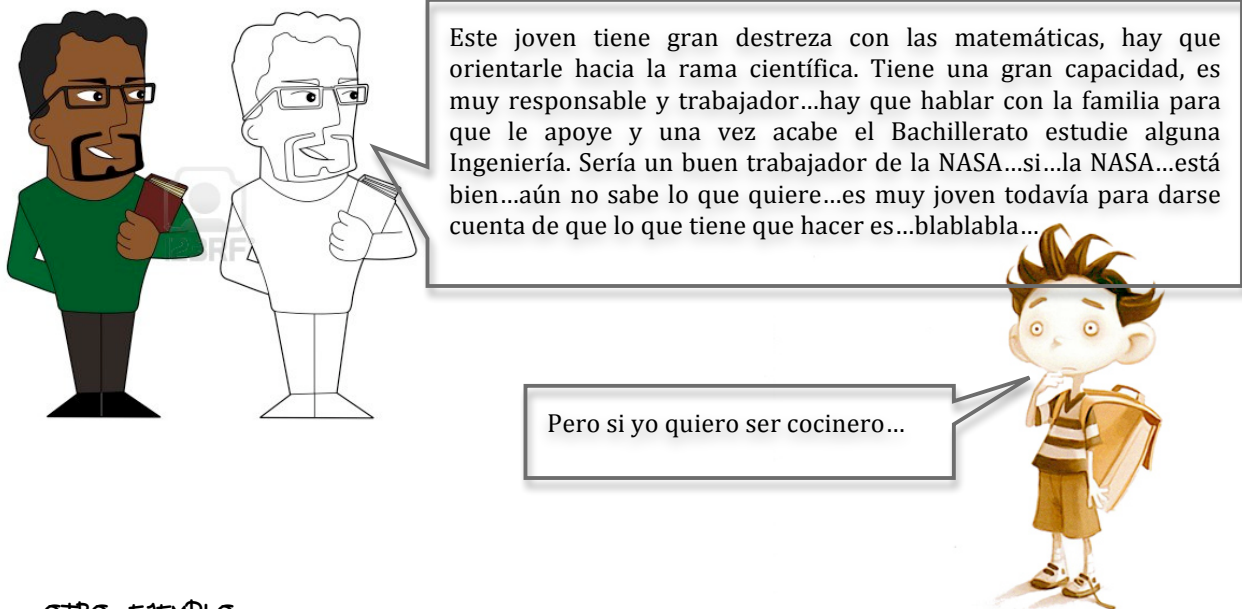 Este joven tiene gran destreza con las matemáticas, hay que
orientarle hacia la rama científica. Tiene una gran capacidad, es
muy responsable y trabajador…hay que hablar con la familia para
que le apoye y una vez acabe el Bachillerato estudie alguna
Ingeniería. Sería un buen trabajador de la NASA…si…la NASA…está
bien…aún no sabe lo que quiere…es muy joven todavía para darse
cuenta de que lo que tiene que hacer es…blablabla…
Pero si yo quiero ser cocinero…